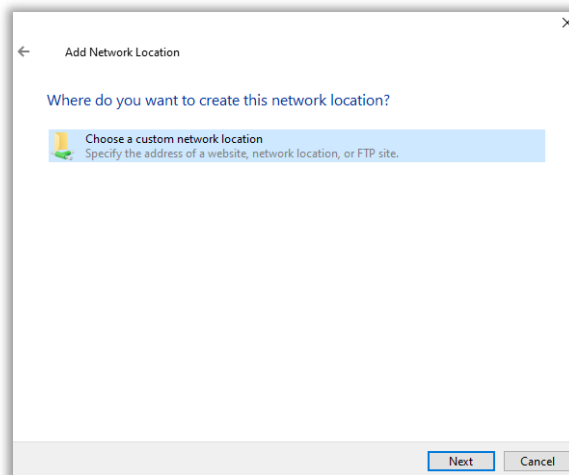 Add Network Location
Where do you want to create this network location?
Choose a custom network location
Specify the address of a website, network location, or FTP site.
Next
Cancel